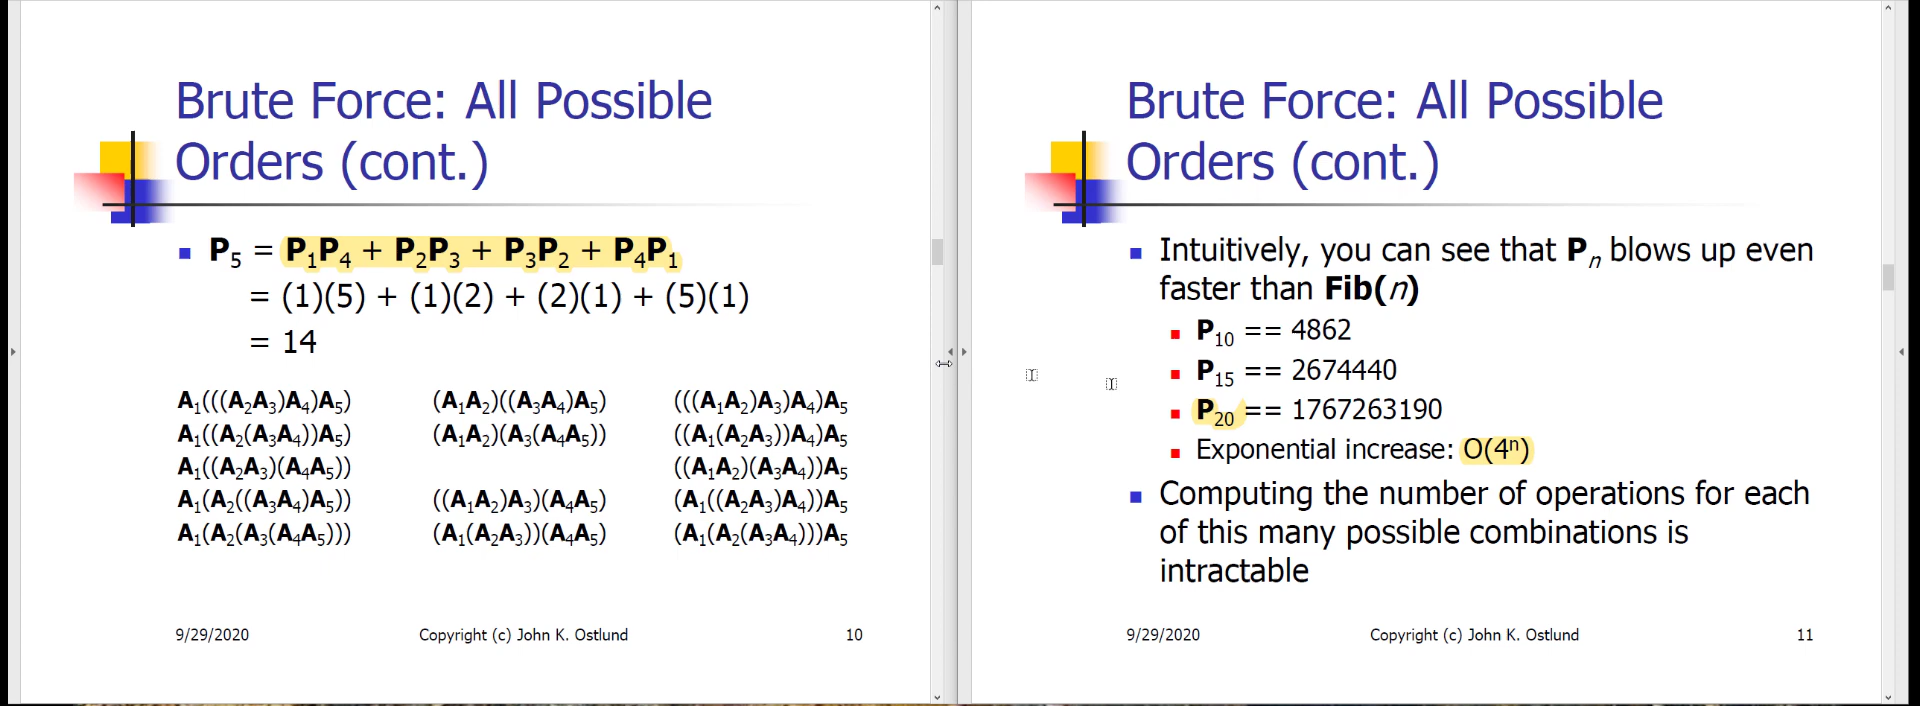 Brute Force: All Possible
Orders (cont.)
P₅ = P₁P₄ + P₂P₃ + P₃P₂ + P₄P₁
= (1)(5) + (1)(2) + (2)(1) + (5)(1)
= 14
A₁(((A₂A₃)A₄)A₅) (A₁A₂)((A₃A₄)A₅) (((A₁A₂)A₃)A₄)A₅
A₁((A₂(A₃A₄))A₅) (A₁A₂)(A₃(A₄A₅)) ((A₁(A₂A₃))A₄)A₅
A₁((A₂A₃)(A₄A₅)) ((A₁A₂)(A₃A₄))A₅
A₁(A₂((A₃A₄)A₅)) ((A₁A₂)A₃)(A₄A₅) (A₁((A₂A₃)A₄))A₅
A₁(A₂(A₃(A₄A₅))) (A₁(A₂A₃))(A₄A₅) (A₁(A₂(A₃A₄)))A₅
9/29/2020 Copyright (c) John K. Ostlund 10
Brute Force: All Possible
Orders (cont.)
Intuitively, you can see that Pₙ blows up even
faster than Fib(n)
P₁₀ == 4862
P₁₅ == 2674440
P₂₀ == 1767263190
Exponential increase: O(4ⁿ)
Computing the number of operations for each
of this many possible combinations is
intractable
9/29/2020 Copyright (c) John K. Ostlund 11